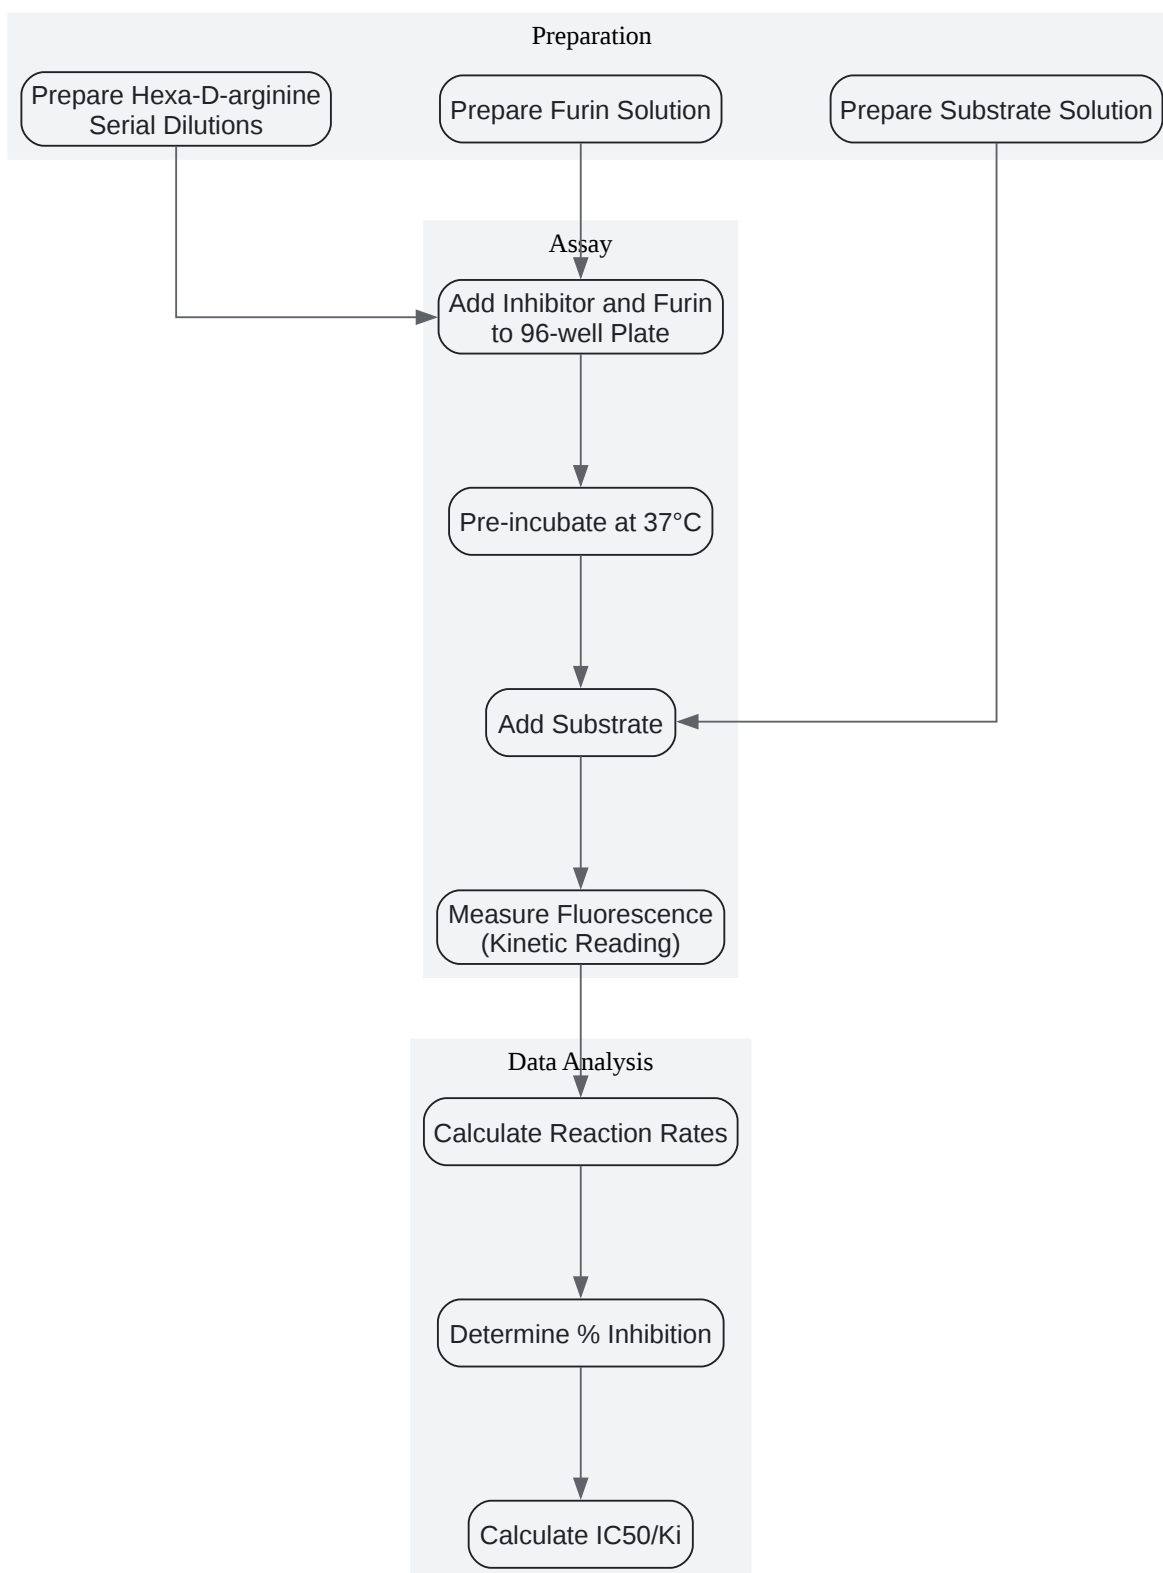 Preparation
Prepare Hexa-D-arginine
Serial Dilutions
Prepare Furin Solution
Prepare Substrate Solution
Assay
Add Inhibitor and Furin
to 96-well Plate
Pre-incubate at 37°C
Add Substrate
Measure Fluorescence
(Kinetic Reading)
Data Analysis
Calculate Reaction Rates
Determine % Inhibition
Calculate IC50/Ki